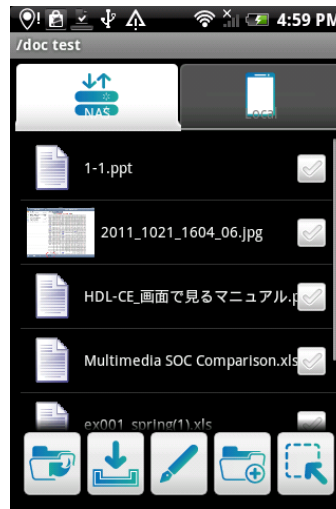 4:59 PM
/doc test
NAS
Local
1-1.ppt
2011_1021_1604_06.jpg
HDL-CE_画面で見るマニュアル.p
Multimedia SOC Comparison.xls
ex001_spring(1).xls